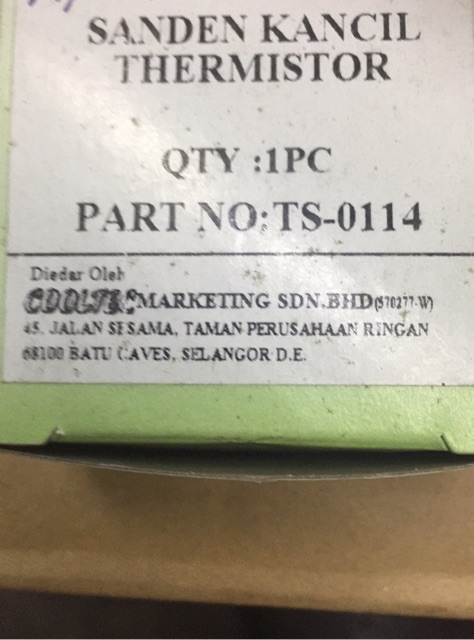 SANDEN KANCIL
THERMISTOR
QTY :1PC
PART NO:TS-0114
Diedar Oleh
MARKETING SDN.BHD(570277-W)
45, JALAN SESAMA, TAMAN PERUSAHAAN RINGAN
68100 BATU CAVES, SELANGOR D.E.